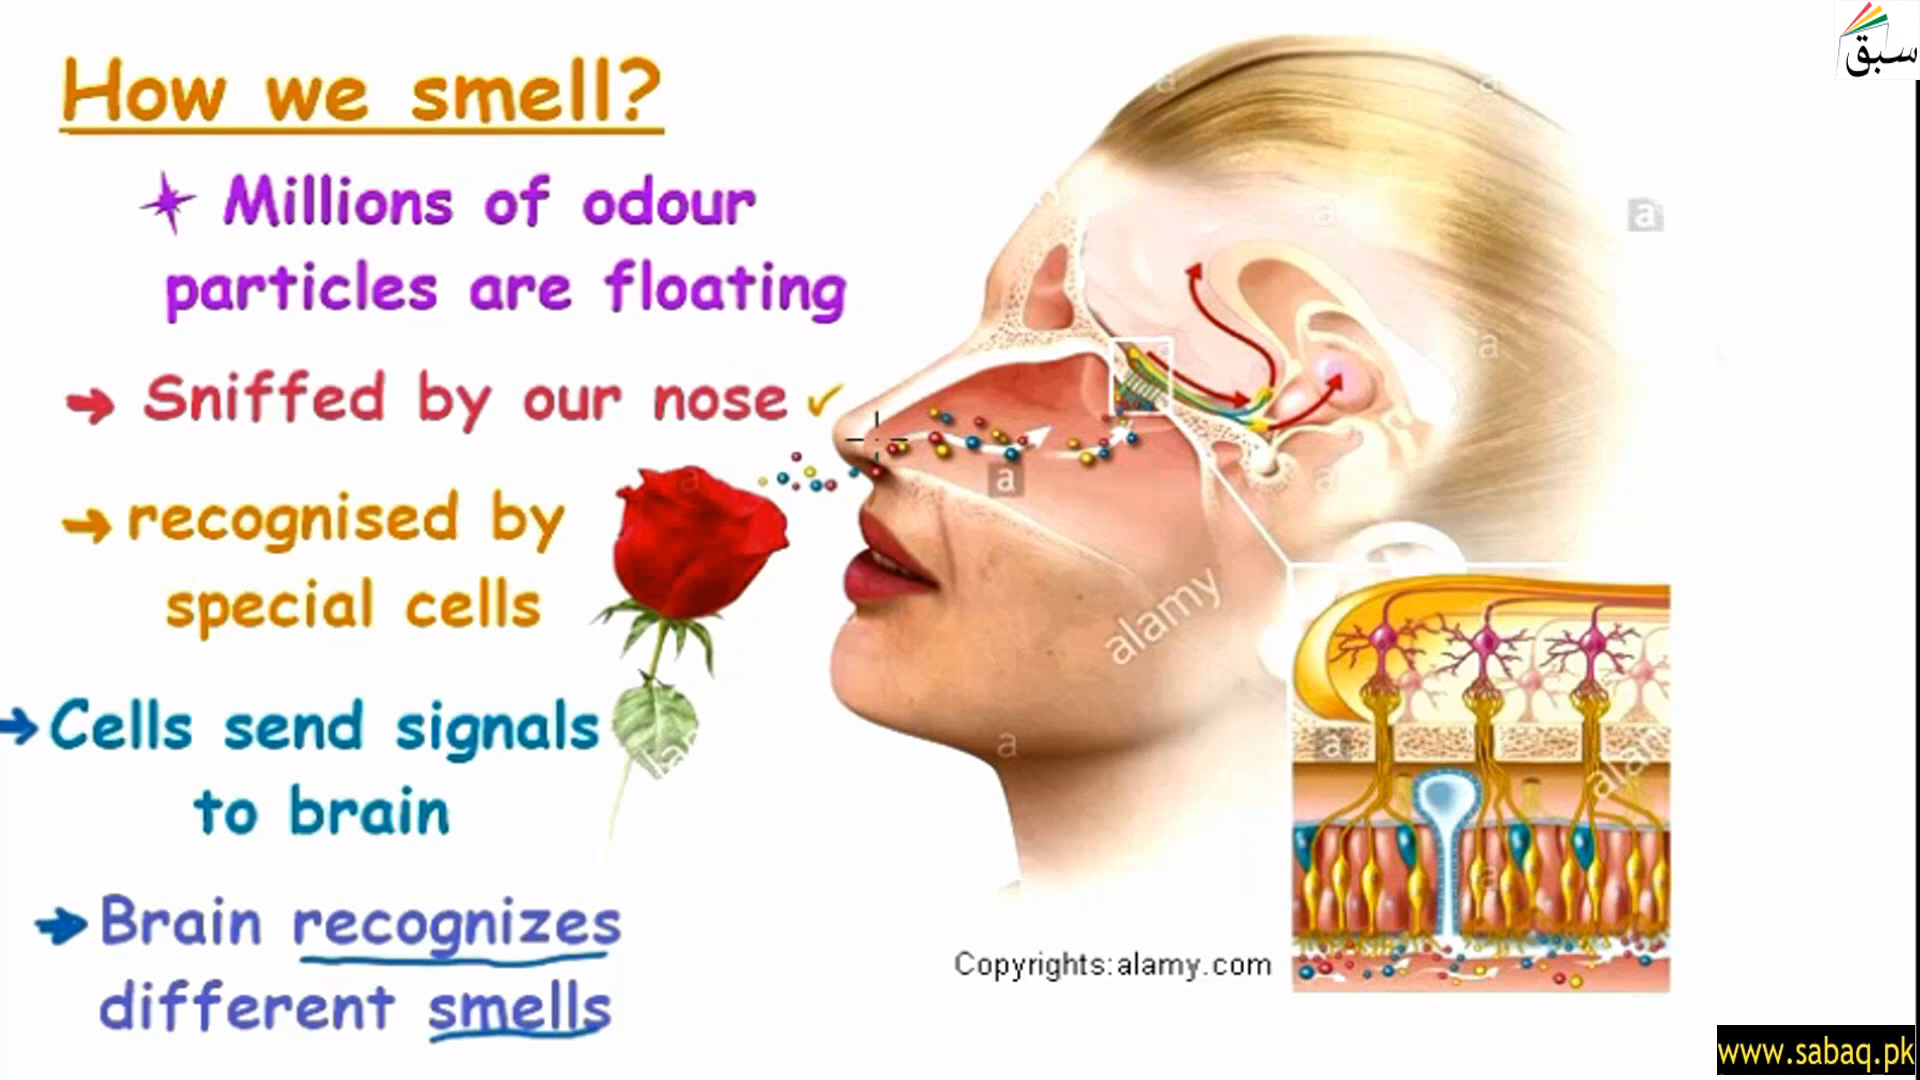 سبق
How we smell?
Millions of odour
particles are floating
Sniffed by our nose
recognised by
special cells
Cells send signals
to brain
Brain recognizes
different smells
a
a
a
a
a
a
a
a
a
alamy
Copyrights:alamy.com
www.sabaq.pk